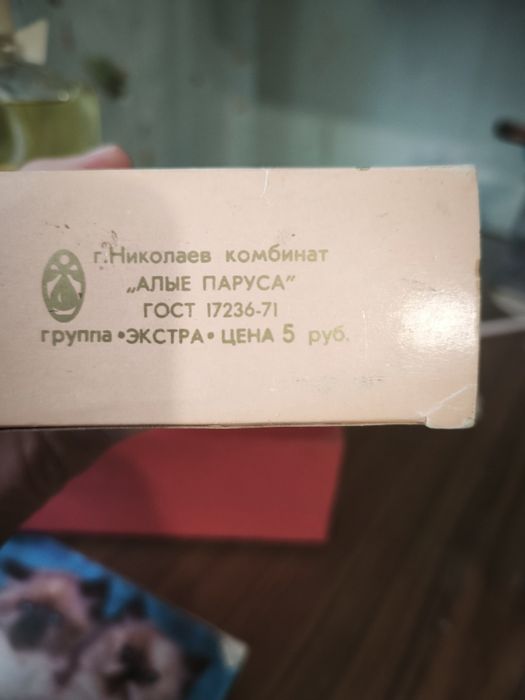 г.Николаев комбинат
„АЛЫЕ ПАРУСА"
ГОСТ 17236-71
группа •ЭКСТРА• ЦЕНА 5 руб.